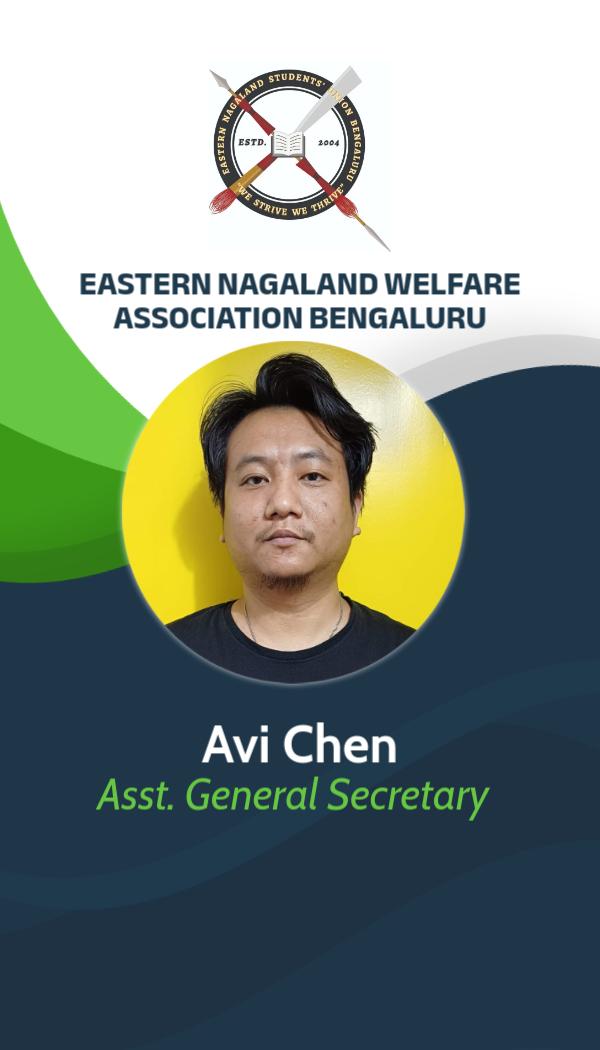 EASTERN NAGALAND STUDENTS' UNION BENGALURU
ESTD. 2004
"WE STRIVE WE THRIVE"
EASTERN NAGALAND WELFARE
ASSOCIATION BENGALURU
Avi Chen
Asst. General Secretary